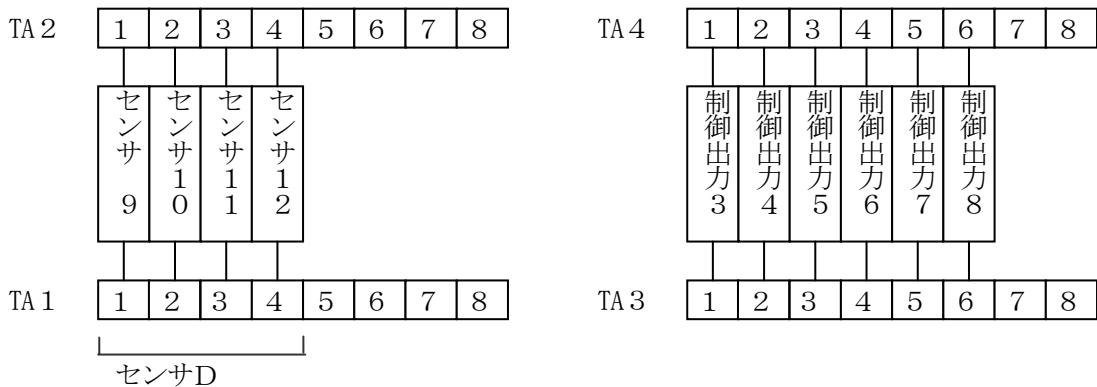 TA2 1 2 3 4 5 6 7 8
センサ 9
センサ10
センサ11
センサ12
TA1 1 2 3 4 5 6 7 8
センサD
TA4 1 2 3 4 5 6 7 8
制御出力3
制御出力4
制御出力5
制御出力6
制御出力7
制御出力8
TA3 1 2 3 4 5 6 7 8